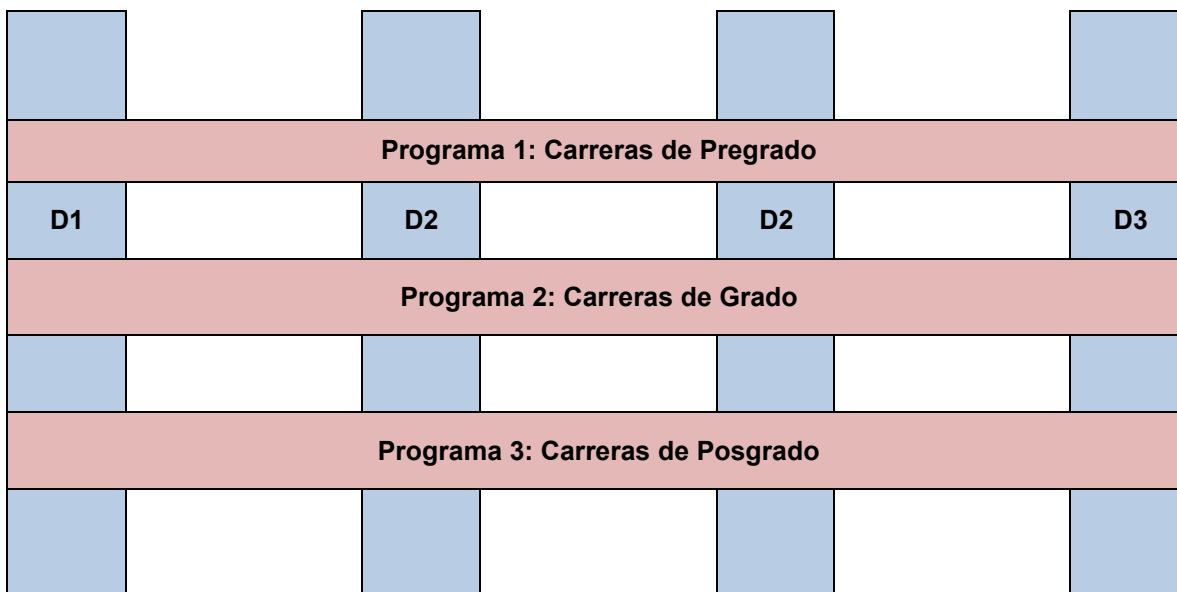 Programa 1: Carreras de Pregrado
D1 D2 D2 D3
Programa 2: Carreras de Grado
Programa 3: Carreras de Posgrado